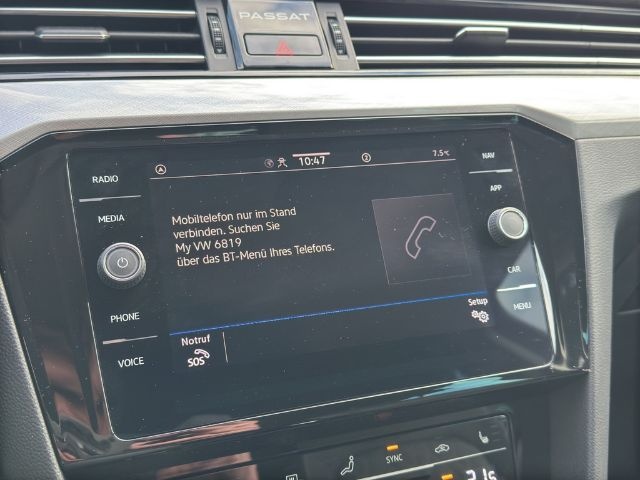 PASSAT
10:47
2
7.5°C
RADIO
MEDIA
PHONE
VOICE
Mobiltelefon nur im Stand
verbinden. Suchen Sie
My VW 6819
über das BT-Menü Ihres Telefons.
Setup
Notruf
SOS
NAV
APP
CAR
MENU
SYNC